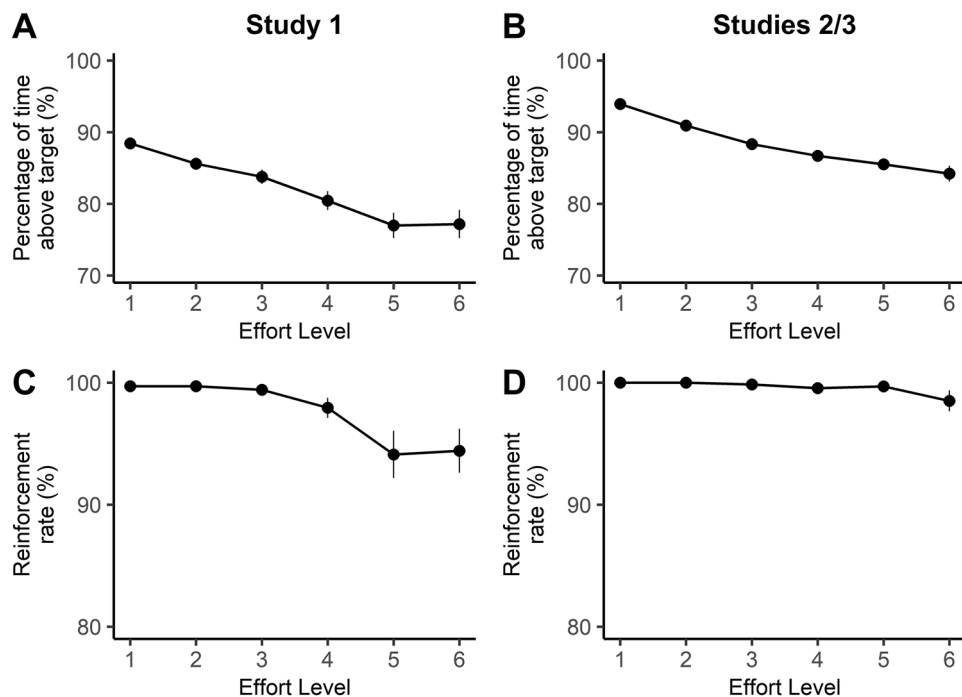 A
Study 1
Percentage of time
above target (%)
100
90
80
70
1 2 3 4 5 6
Effort Level
B
Studies 2/3
Percentage of time
above target (%)
100
90
80
70
1 2 3 4 5 6
Effort Level
C
Reinforcement
rate (%)
100
90
80
1 2 3 4 5 6
Effort Level
D
Reinforcement
rate (%)
100
90
80
1 2 3 4 5 6
Effort Level